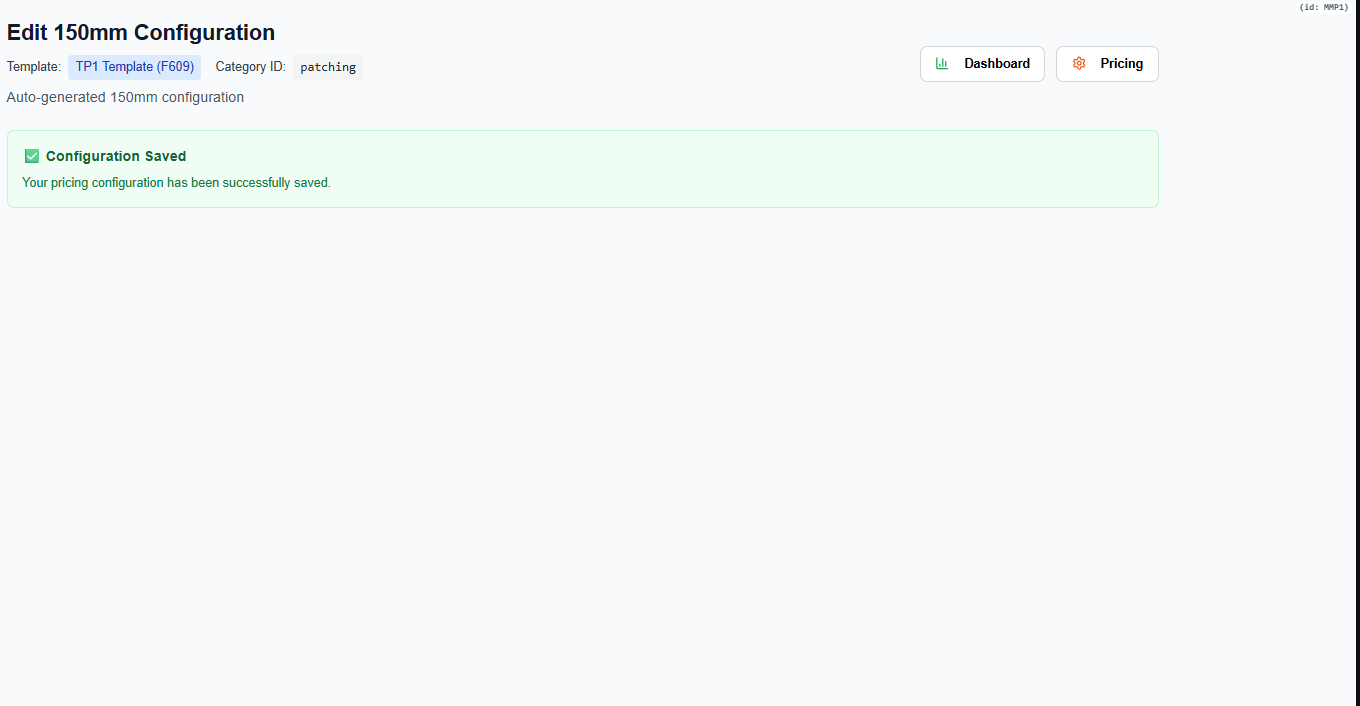 (id: MMP1)
Edit 150mm Configuration
Template: TP1 Template (F609) Category ID: patching
Dashboard Pricing
Auto-generated 150mm configuration
✅ Configuration Saved
Your pricing configuration has been successfully saved.